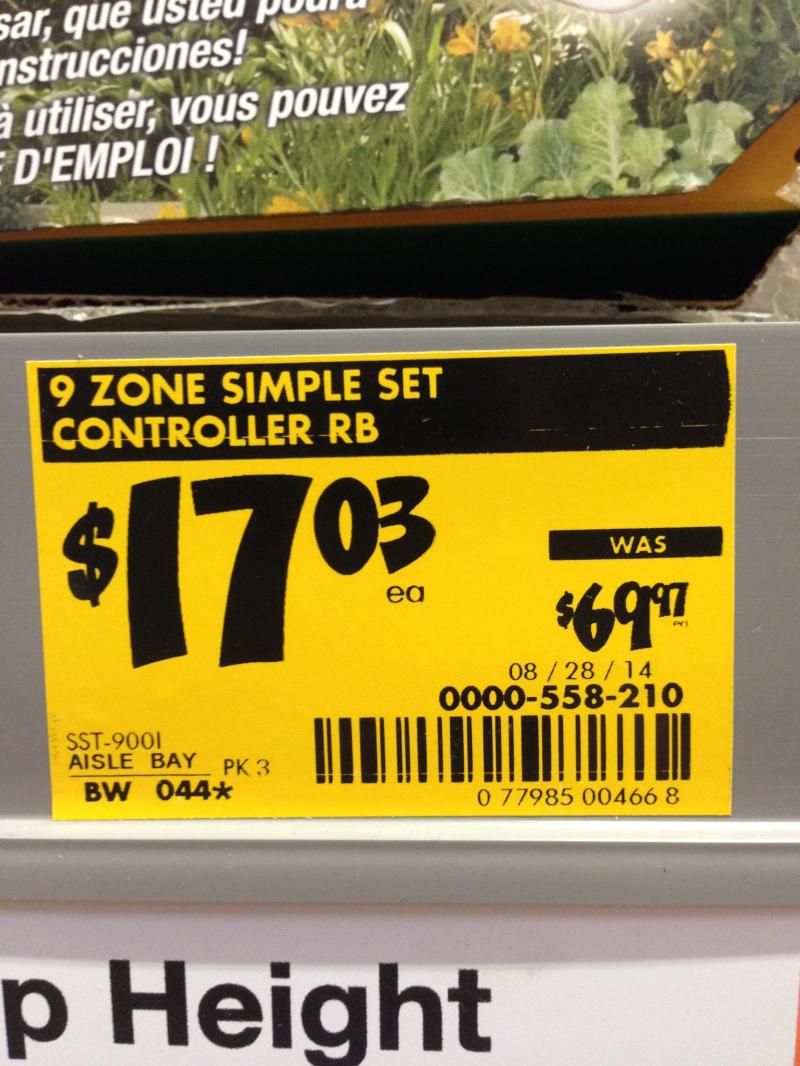 sar, que usted podrá
nstrucciones!
à utiliser, vous pouvez
E D'EMPLOI !
9 ZONE SIMPLE SET
CONTROLLER RB
$17 03
ea
WAS
$69 97
08 / 28 / 14
0000-558-210
SST-900I
AISLE BAY PK 3
BW 044*
0 77985 00466 8
p Height